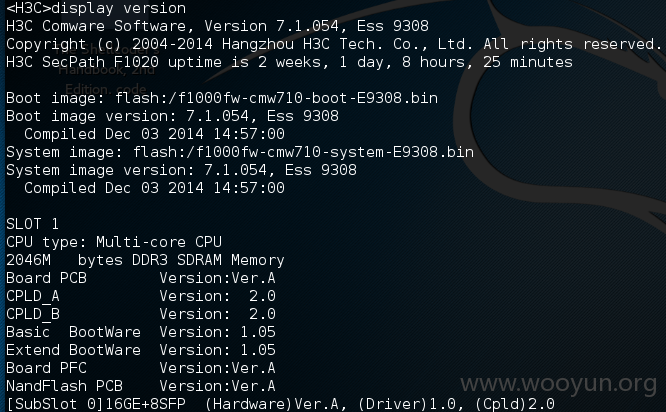 <H3C>display version
H3C Comware Software, Version 7.1.054, Ess 9308
Copyright (c) 2004-2014 Hangzhou H3C Tech. Co., Ltd. All rights reserved.
H3C SecPath F1020 uptime is 2 weeks, 1 day, 8 hours, 25 minutes
Handbook, 2nd
Edition. code
Boot image: flash:/f1000fw-cmw710-boot-E9308.bin
Boot image version: 7.1.054, Ess 9308
Compiled Dec 03 2014 14:57:00
System image: flash:/f1000fw-cmw710-system-E9308.bin
System image version: 7.1.054, Ess 9308
Compiled Dec 03 2014 14:57:00
SLOT 1
CPU type: Multi-core CPU
2046M bytes DDR3 SDRAM Memory
Board PCB Version:Ver.A
CPLD_A Version: 2.0
CPLD_B Version: 2.0
Basic BootWare Version: 1.05
Extend BootWare Version: 1.05
Board PFC Version:Ver.A
NandFlash PCB Version:Ver.A
[SubSlot 0]16GE+8SFP (Hardware)Ver.A, (Driver)1.0, (Cpld)2.0
www.wooyun.org